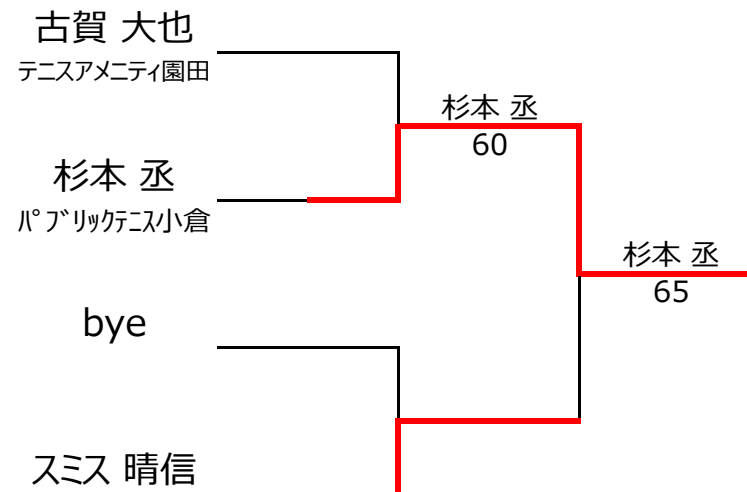 古賀 大也
テニスアメニティ園田
杉本 丞
60
杉本 丞
ﾊﾟﾌﾞﾘｯｸﾃﾆｽ小倉
杉本 丞
65
bye
スミス 晴信